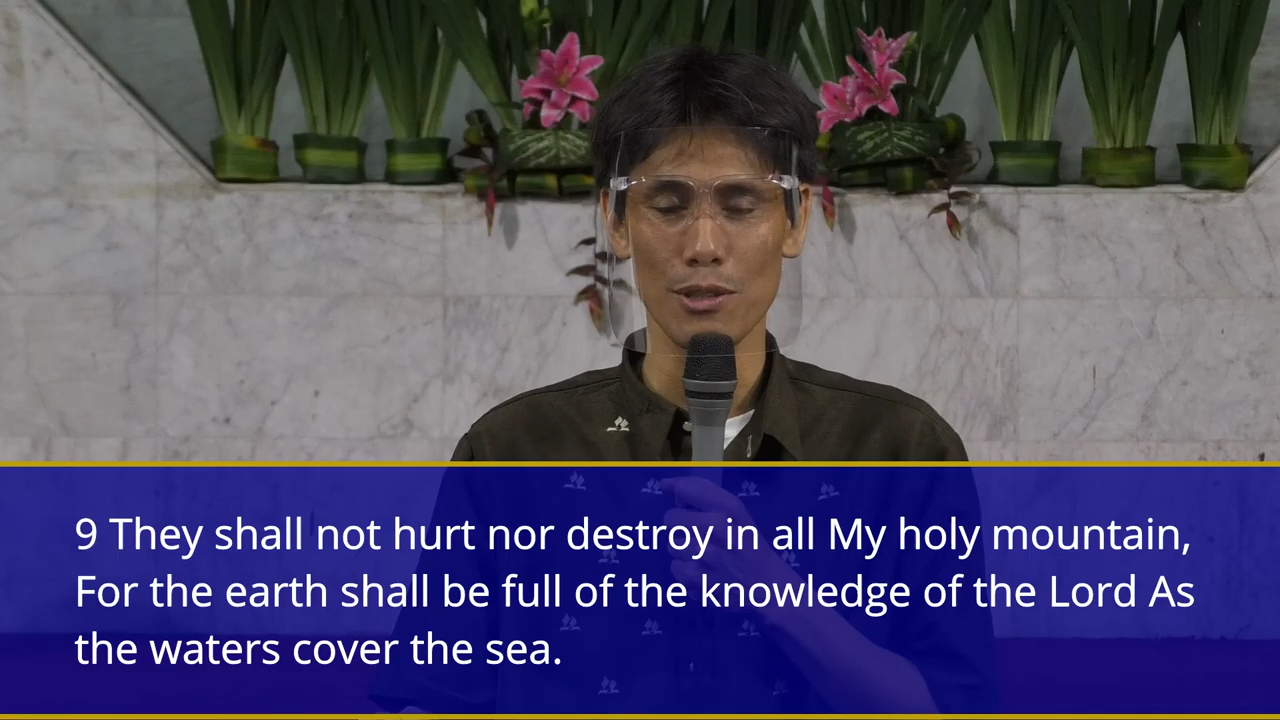 9 They shall not hurt nor destroy in all My holy mountain,
For the earth shall be full of the knowledge of the Lord As
the waters cover the sea.